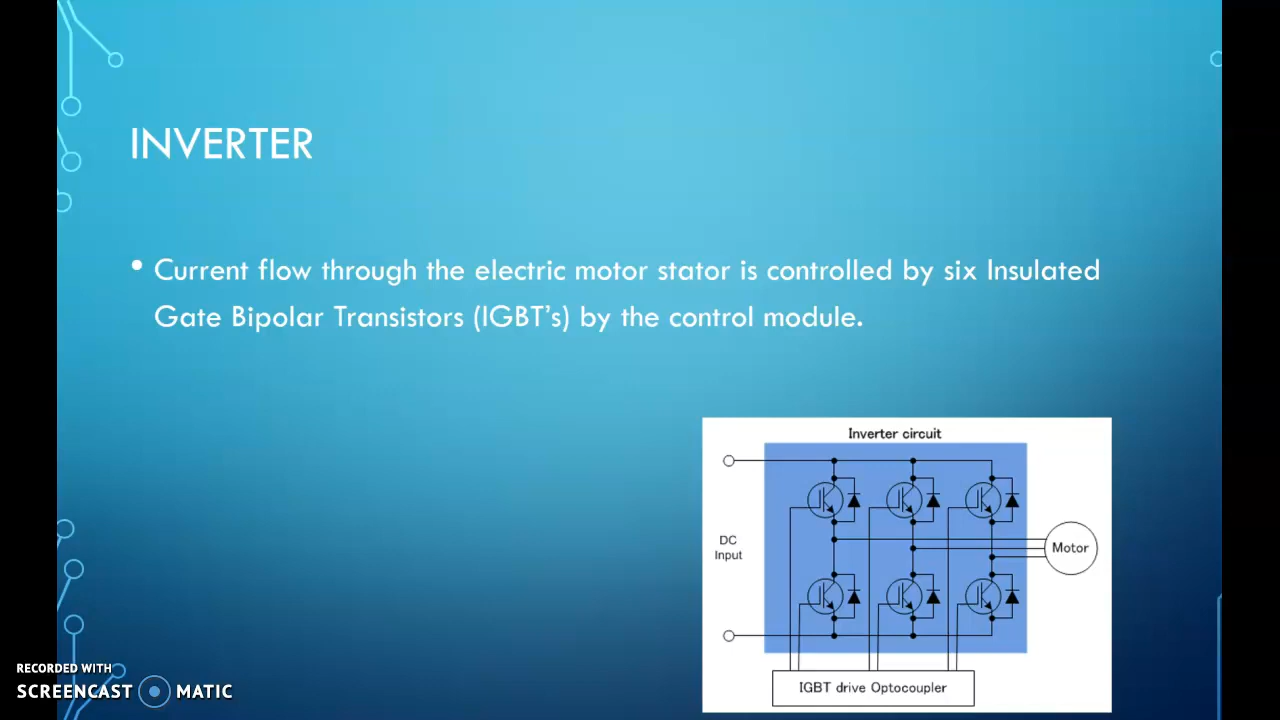 INVERTER
• Current flow through the electric motor stator is controlled by six Insulated
Gate Bipolar Transistors (IGBT’s) by the control module.
Inverter circuit
DC
Input
Motor
IGBT drive Optocoupler
RECORDED WITH
SCREENCAST MATIC